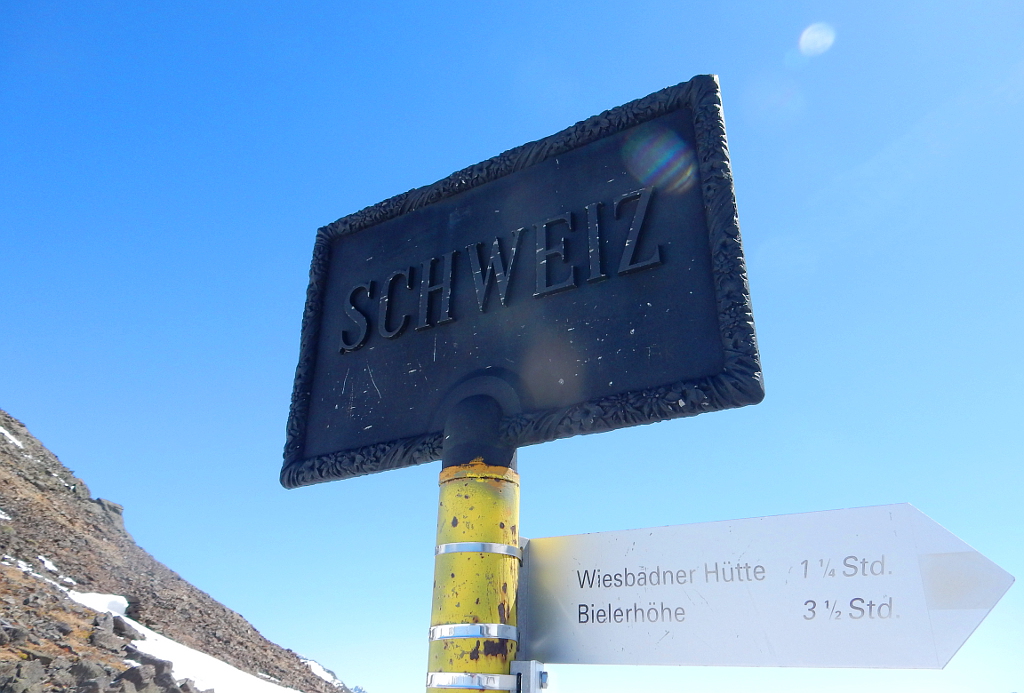 SCHWEIZ
Wiesbadner Hütte 1 ¼ Std.
Bielerhöhe 3 ½ Std.